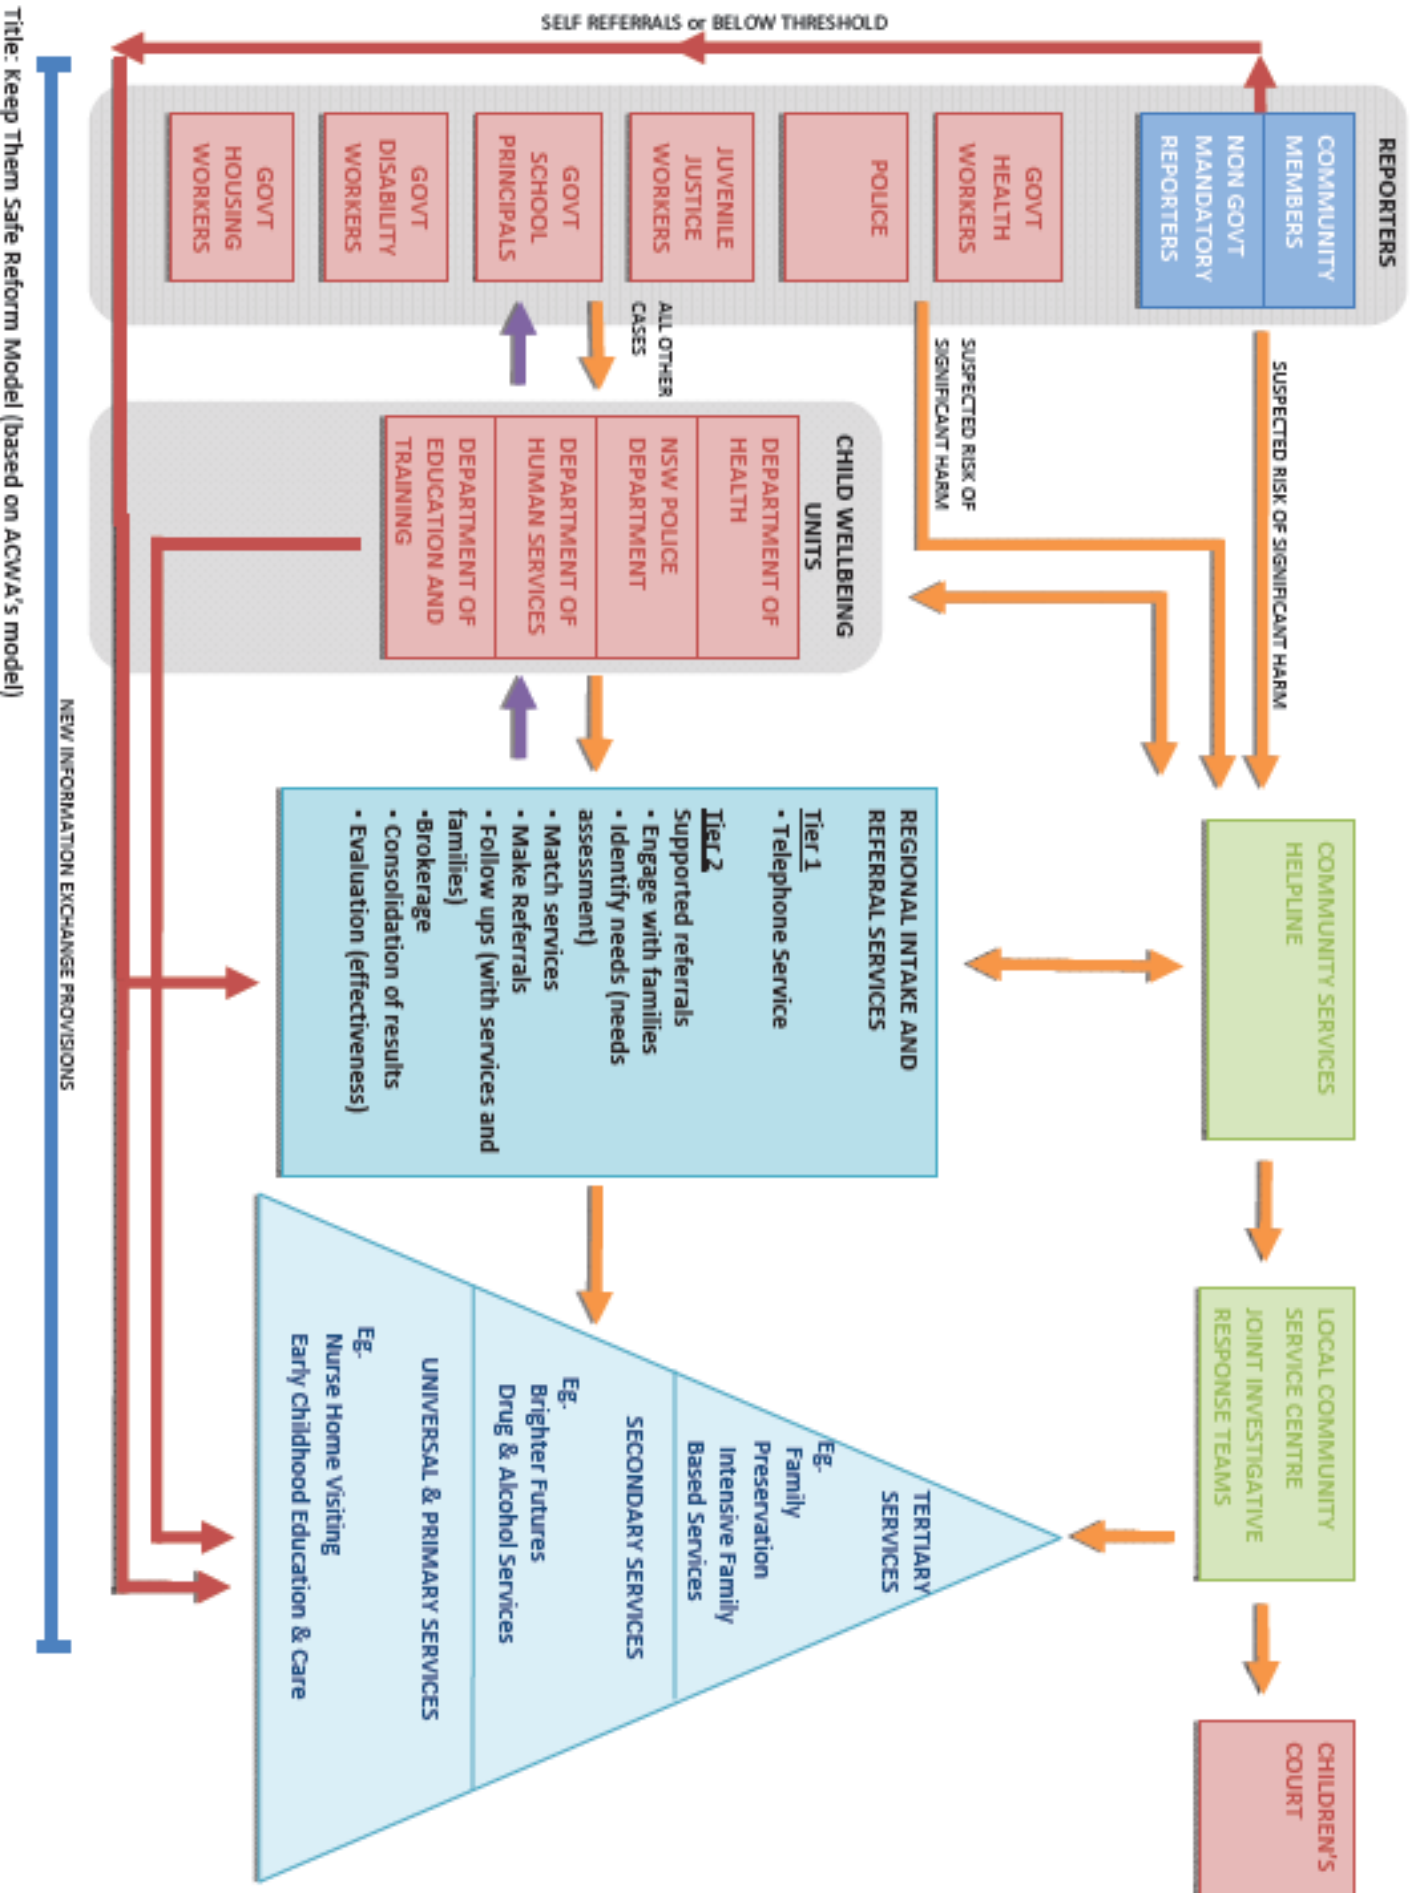 REPORTERS
COMMUNITY
MEMBERS
NON GOVT
MANDATORY
REPORTERS
SUSPECTED RISK OF SIGNIFICANT HARM
COMMUNITY SERVICES
HELPLINE
LOCAL COMMUNITY
SERVICE CENTRE
JOINT INVESTIGATIVE
RESPONSE TEAMS
CHILDREN'S
COURT
SELF REFERRALS or BELOW THRESHOLD
GOVT
HEALTH
WORKERS
POLICE
JUVENILE
JUSTICE
WORKERS
GOVT
SCHOOL
PRINCIPALS
GOVT
DISABILITY
WORKERS
GOVT
HOUSING
WORKERS
SUSPECTED RISK OF
SIGNIFICANT HARM
ALL OTHER
CASES
CHILD WELLBEING
UNITS
DEPARTMENT OF
HEALTH
NSW POLICE
DEPARTMENT
DEPARTMENT OF
HUMAN SERVICES
DEPARTMENT OF
EDUCATION AND
TRAINING
REGIONAL INTAKE AND
REFERRAL SERVICES
Tier 1
• Telephone Service
Tier 2
Supported referrals
• Engage with families
• Identify needs (needs
assessment)
• Match services
• Make Referrals
• Follow ups (with services and
families)
•Brokerage
• Consolidation of results
• Evaluation (effectiveness)
TERTIARY
SERVICES
Eg-
Family
Preservation
Intensive Family
Based Services
SECONDARY SERVICES
Eg-
Brighter Futures
Drug & Alcohol Services
UNIVERSAL & PRIMARY SERVICES
Eg-
Nurse Home Visiting
Early Childhood Education & Care
NEW INFORMATION EXCHANGE PROVISIONS
Title: Keep Them Safe Reform Model (based on ACWA's model)